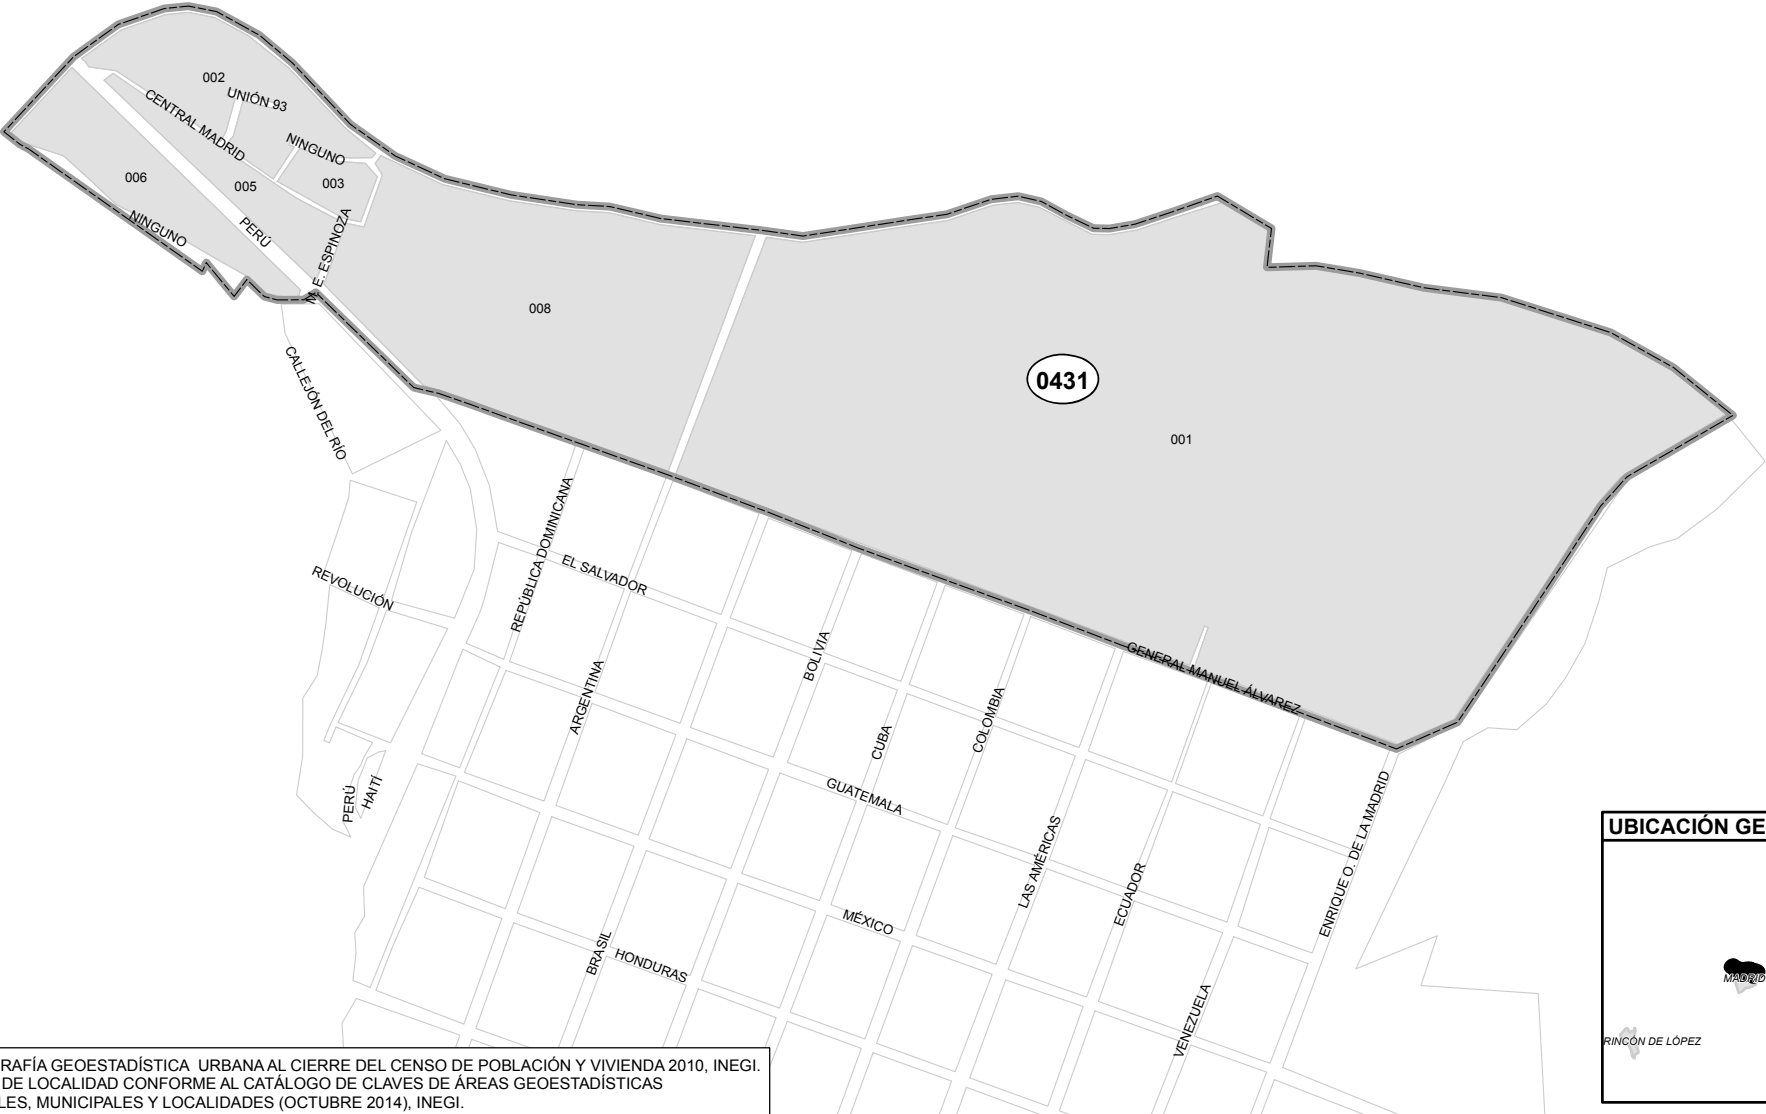 002
UNIÓN 93
CENTRAL MADRID
NINGUNO
003
005
006
NINGUNO
PERÚ
M. E. ESPINOZA
008
0431
001
CALLEJÓN DEL RÍO
REPÚBLICA DOMINICANA
EL SALVADOR
REVOLUCIÓN
ARGENTINA
BOLIVIA
GENERAL MANUEL ÁLVAREZ
COLOMBIA
CUBA
PERÚ
HAITÍ
GUATEMALA
LAS AMÉRICAS
ECUADOR
ENRIQUE O. DE LA MADRID
MÉXICO
BRASIL
HONDURAS
VENEZUELA
UBICACIÓN GE
MADRID
RINCÓN DE LÓPEZ
RAFÍA GEOESTADÍSTICA URBANA AL CIERRE DEL CENSO DE POBLACIÓN Y VIVIENDA 2010, INEGI.
DE LOCALIDAD CONFORME AL CATÁLOGO DE CLAVES DE ÁREAS GEOESTADÍSTICAS
LES, MUNICIPALES Y LOCALIDADES (OCTUBRE 2014), INEGI.